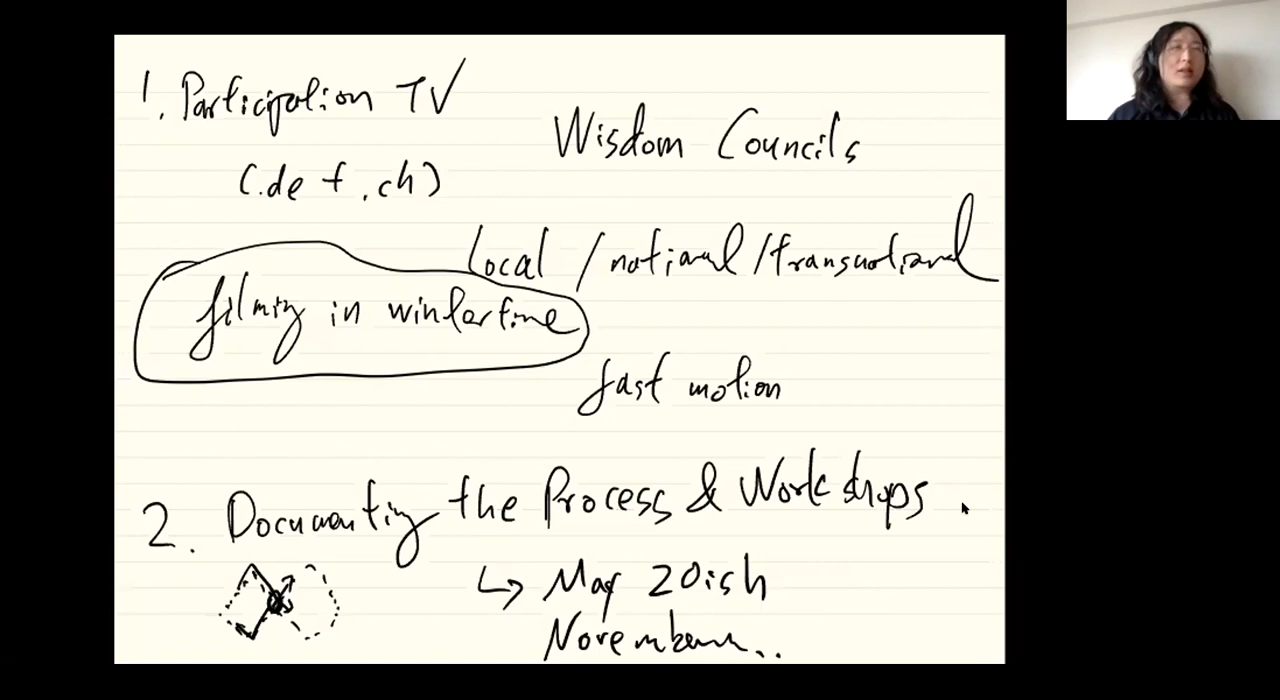 1. Participation TV
(.de + .ch)
Wisdom Councils
Local / national / transnational
filming in wintertime
fast motion
2. Documenting the Process & Workshops
↳ May 20ish
November..